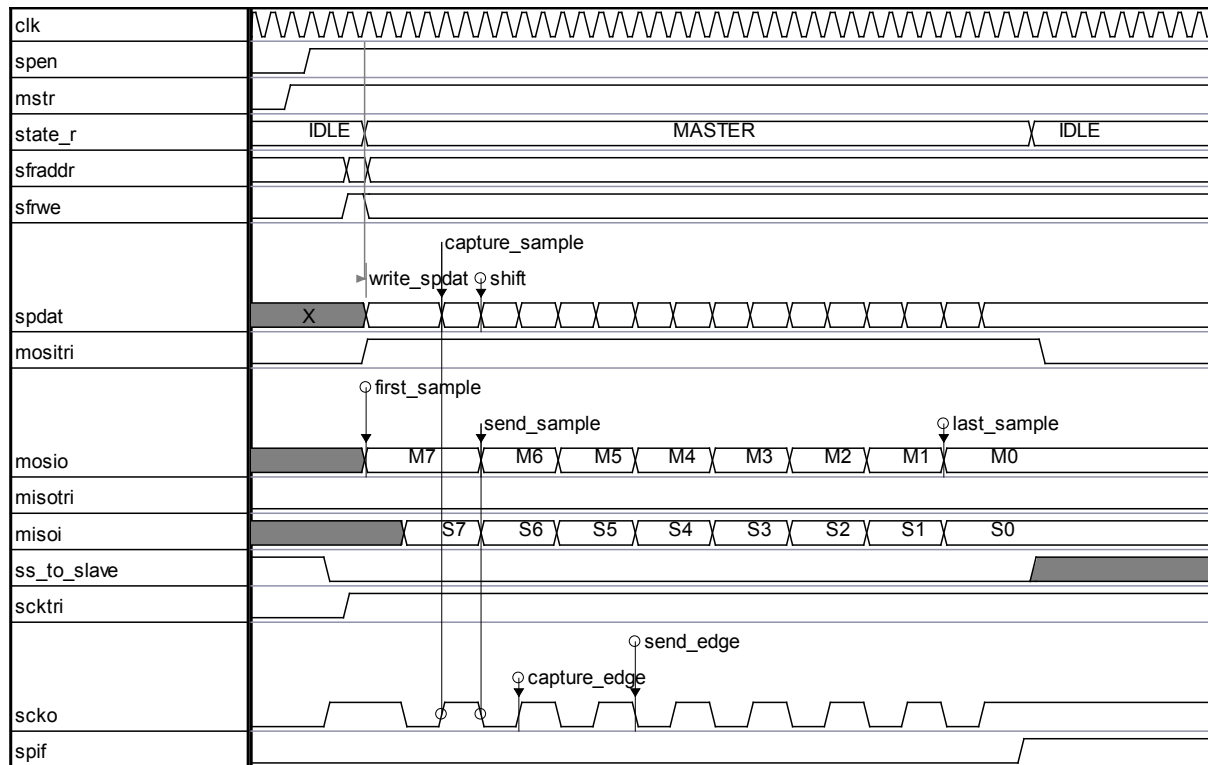 clk
spen
mstr
state_r IDLE MASTER IDLE
sfraddr
sfrwe
capture_sample
write_spdat shift
spdat X
mositri
first_sample
send_sample last_sample
mosio M7 M6 M5 M4 M3 M2 M1 M0
misotri
misoi S7 S6 S5 S4 S3 S2 S1 S0
ss_to_slave
scktri
send_edge
capture_edge
scko
spif